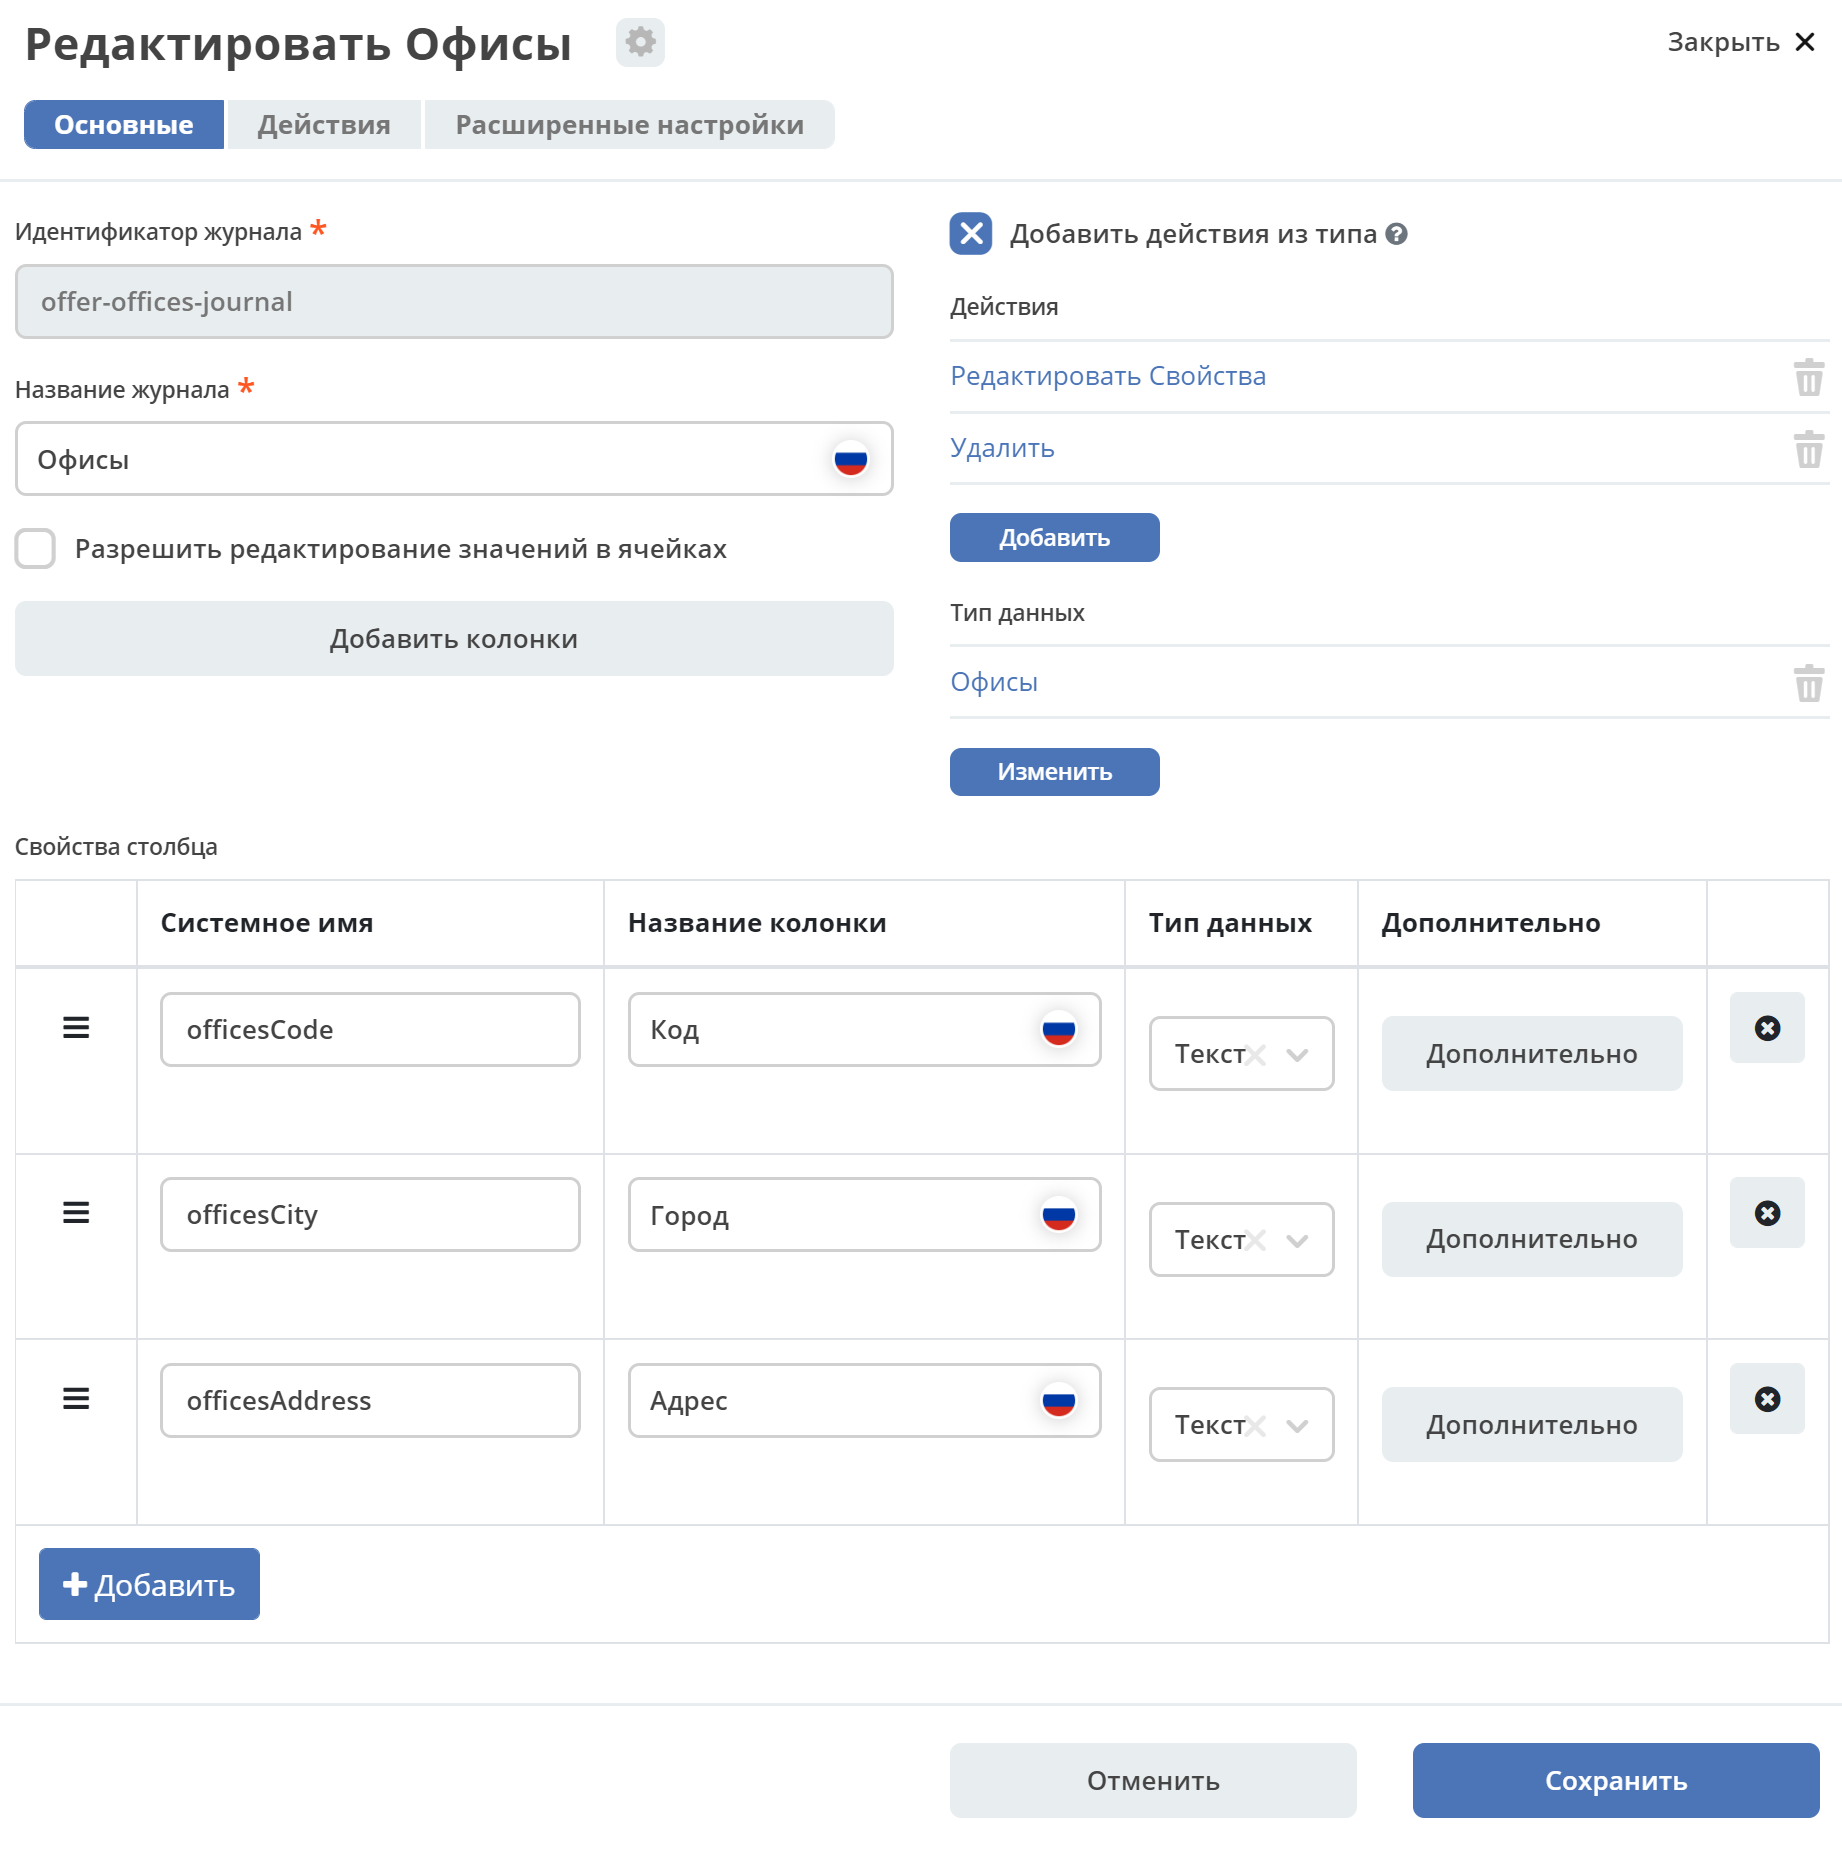 Редактировать Офисы
Закрыть
Основные
Действия
Расширенные настройки
Идентификатор журнала *
offer-offices-journal
Название журнала *
Офисы
Разрешить редактирование значений в ячейках
Добавить колонки
Добавить действия из типа
Действия
Редактировать Свойства
Удалить
Добавить
Тип данных
Офисы
Изменить
Свойства столбца
Системное имя Название колонки Тип данных Дополнительно
officesCode Код Текст Дополнительно
officesCity Город Текст Дополнительно
officesAddress Адрес Текст Дополнительно
Добавить
Отменить Сохранить